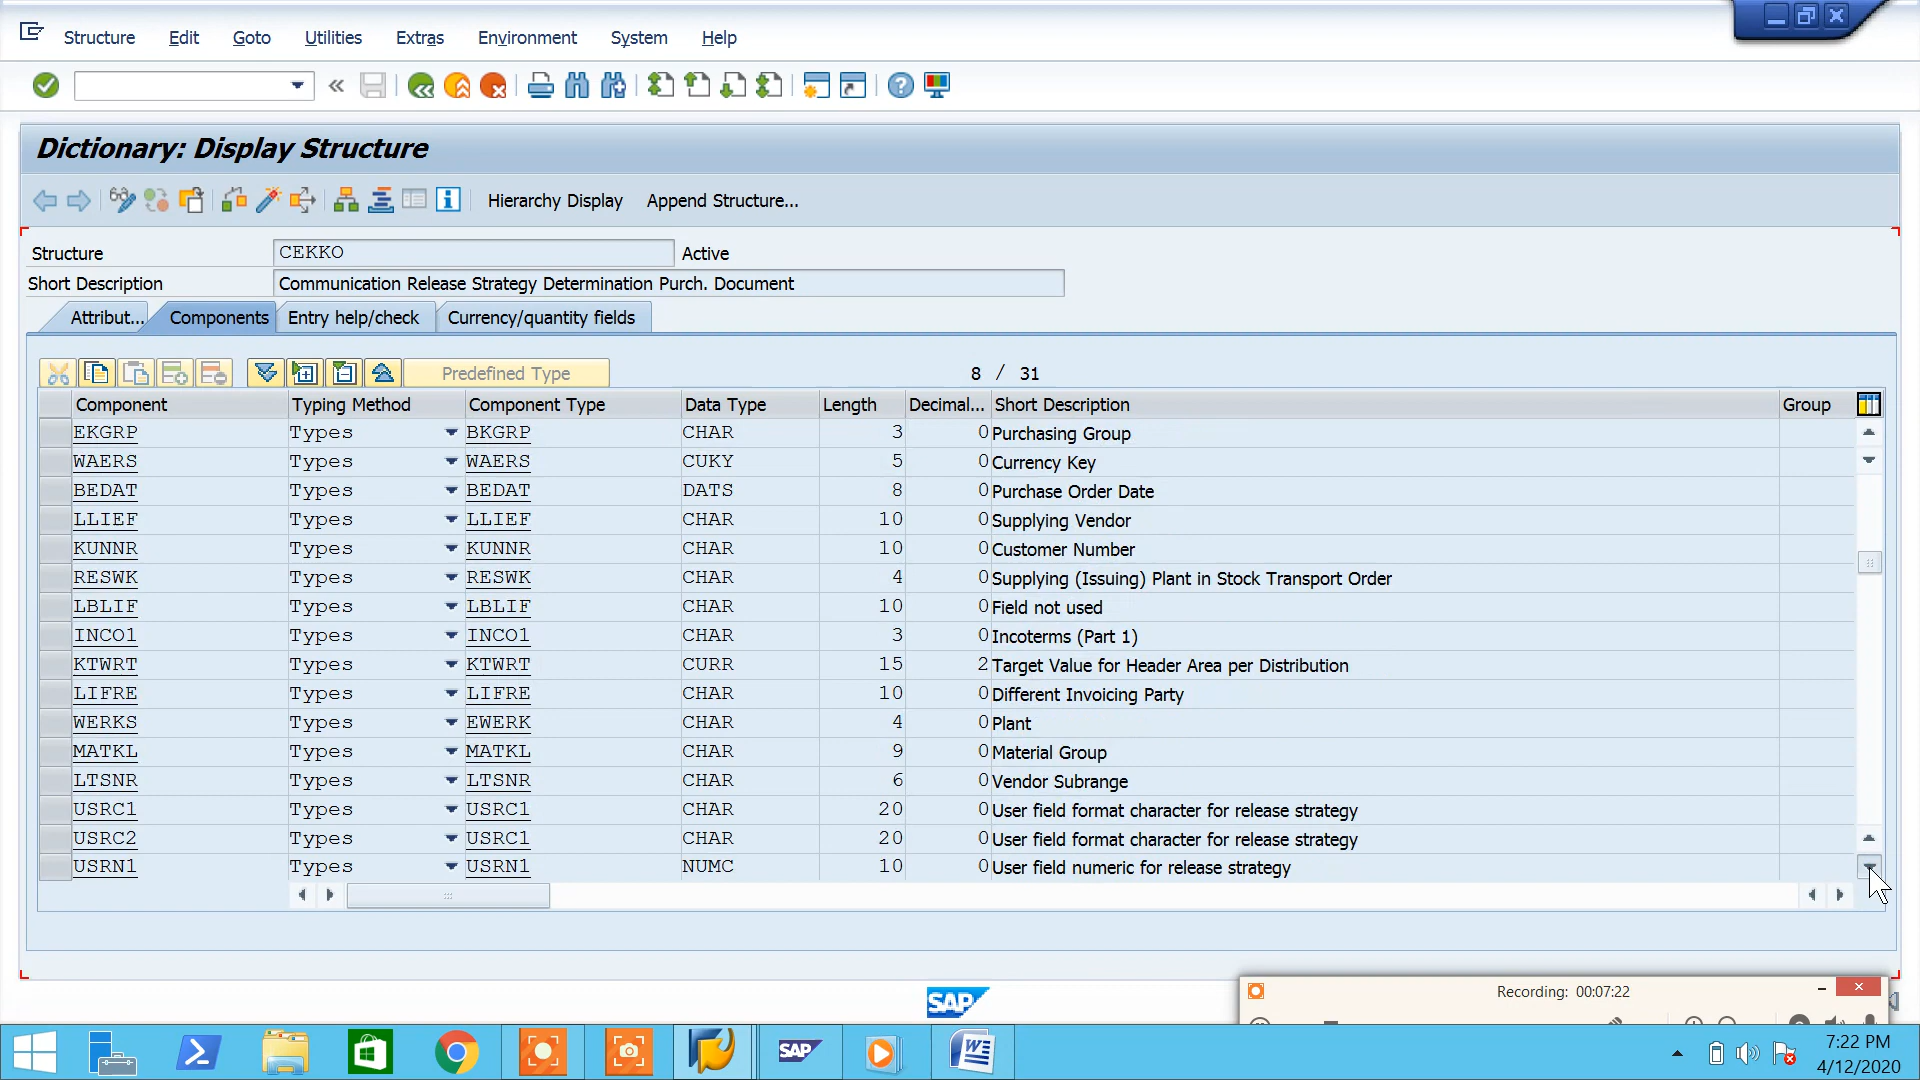 Structure Edit Goto Utilities Extras Environment System Help
Dictionary: Display Structure
Hierarchy Display Append Structure...
Structure CEKKO Active
Short Description Communication Release Strategy Determination Purch. Document
Attribut... Components Entry help/check Currency/quantity fields
Predefined Type 8 / 31
Component Typing Method Component Type Data Type Length Decimal... Short Description Group
EKGRP Types BKGRP CHAR 3 0 Purchasing Group
WAERS Types WAERS CUKY 5 0 Currency Key
BEDAT Types BEDAT DATS 8 0 Purchase Order Date
LLIEF Types LLIEF CHAR 10 0 Supplying Vendor
KUNNR Types KUNNR CHAR 10 0 Customer Number
RESWK Types RESWK CHAR 4 0 Supplying (Issuing) Plant in Stock Transport Order
LBLIF Types LBLIF CHAR 10 0 Field not used
INCO1 Types INCO1 CHAR 3 0 Incoterms (Part 1)
KTWRT Types KTWRT CURR 15 2 Target Value for Header Area per Distribution
LIFRE Types LIFRE CHAR 10 0 Different Invoicing Party
WERKS Types EWERK CHAR 4 0 Plant
MATKL Types MATKL CHAR 9 0 Material Group
LTSNR Types LTSNR CHAR 6 0 Vendor Subrange
USRC1 Types USRC1 CHAR 20 0 User field format character for release strategy
USRC2 Types USRC1 CHAR 20 0 User field format character for release strategy
USRN1 Types USRN1 NUMC 10 0 User field numeric for release strategy
SAP
Recording: 00:07:22
SAP
7:22 PM
4/12/2020